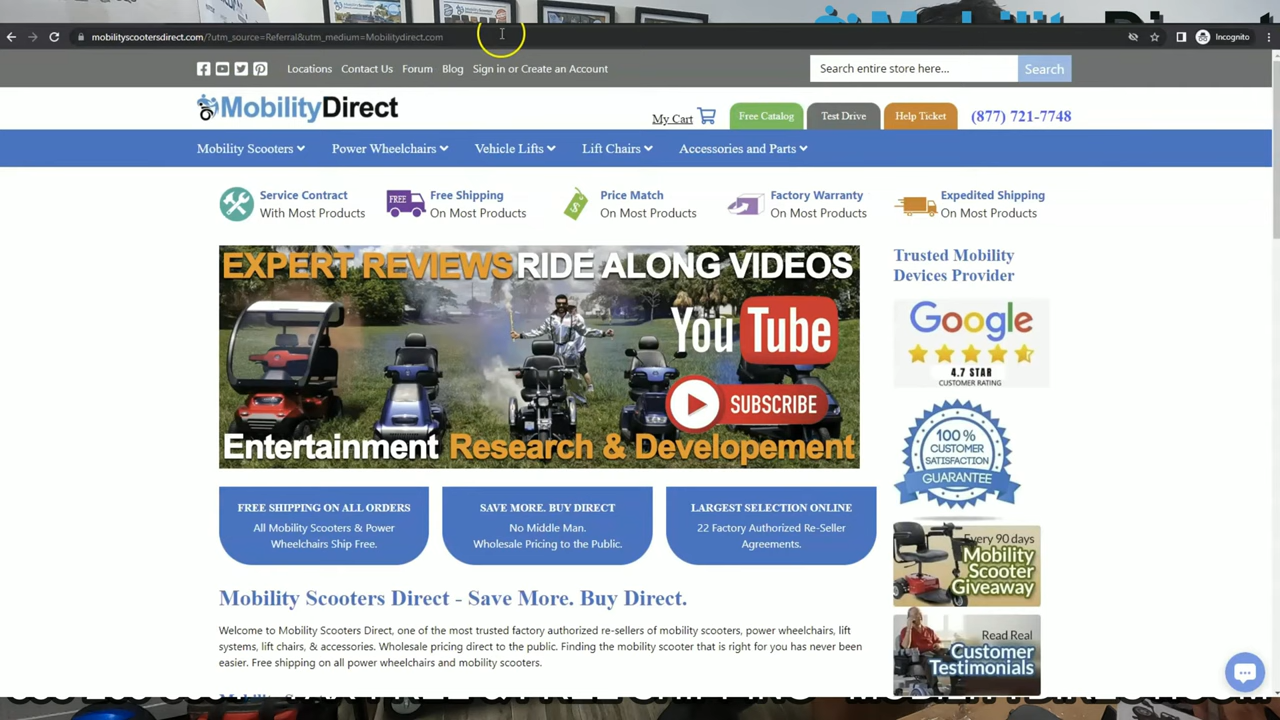 mobilityscootersdirect.com/?utm_source=Referral&utm_medium=Mobilitydirect.com
Incognito
Locations Contact Us Forum Blog Sign in or Create an Account
Search entire store here... Search
MobilityDirect
My Cart Free Catalog Test Drive Help Ticket (877) 721-7748
Mobility Scooters Power Wheelchairs Vehicle Lifts Lift Chairs Accessories and Parts
Service Contract
With Most Products
FREE
Free Shipping
On Most Products
Price Match
On Most Products
Factory Warranty
On Most Products
Expedited Shipping
On Most Products
EXPERT REVIEWS RIDE ALONG VIDEOS
YouTube
SUBSCRIBE
Entertainment Research & Developement
Trusted Mobility
Devices Provider
Google
4.7 STAR
CUSTOMER RATING
100%
CUSTOMER
SATISFACTION
GUARANTEE
Every 90 days
Mobility
Scooter
Giveaway
Read Real
Customer
Testimonials
FREE SHIPPING ON ALL ORDERS
All Mobility Scooters & Power
Wheelchairs Ship Free.
SAVE MORE. BUY DIRECT
No Middle Man.
Wholesale Pricing to the Public.
LARGEST SELECTION ONLINE
22 Factory Authorized Re-Seller
Agreements.
Mobility Scooters Direct - Save More. Buy Direct.
Welcome to Mobility Scooters Direct, one of the most trusted factory authorized re-sellers of mobility scooters, power wheelchairs, lift
systems, lift chairs, & accessories. Wholesale pricing direct to the public. Finding the mobility scooter that is right for you has never been
easier. Free shipping on all power wheelchairs and mobility scooters.